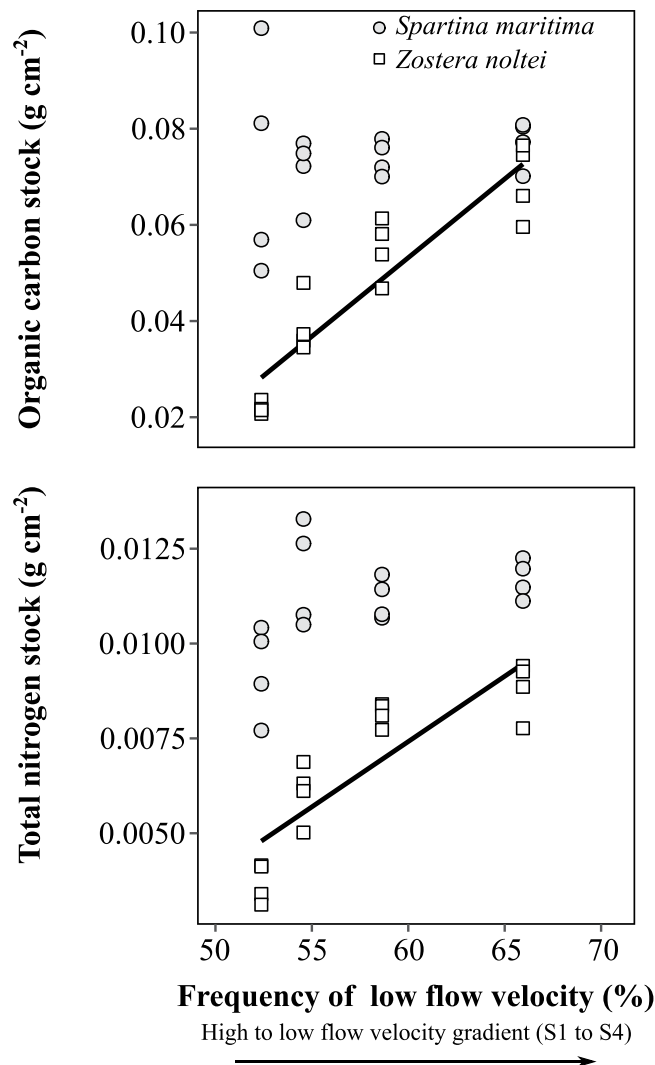 Organic carbon stock (g cm-2)
0.10
0.08
0.06
0.04
0.02
Spartina maritima
Zostera noltei
Total nitrogen stock (g cm-2)
0.0125
0.0100
0.0075
0.0050
50 55 60 65 70
Frequency of low flow velocity (%)
High to low flow velocity gradient (S1 to S4)